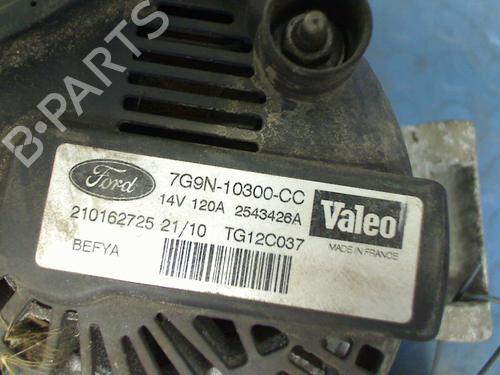 B-PARTS
Ford
7G9N-10300-CC
14V 120A 2543426A
210162725 21/10 TG12C037
BEFYA
Valeo
MADE IN FRANCE